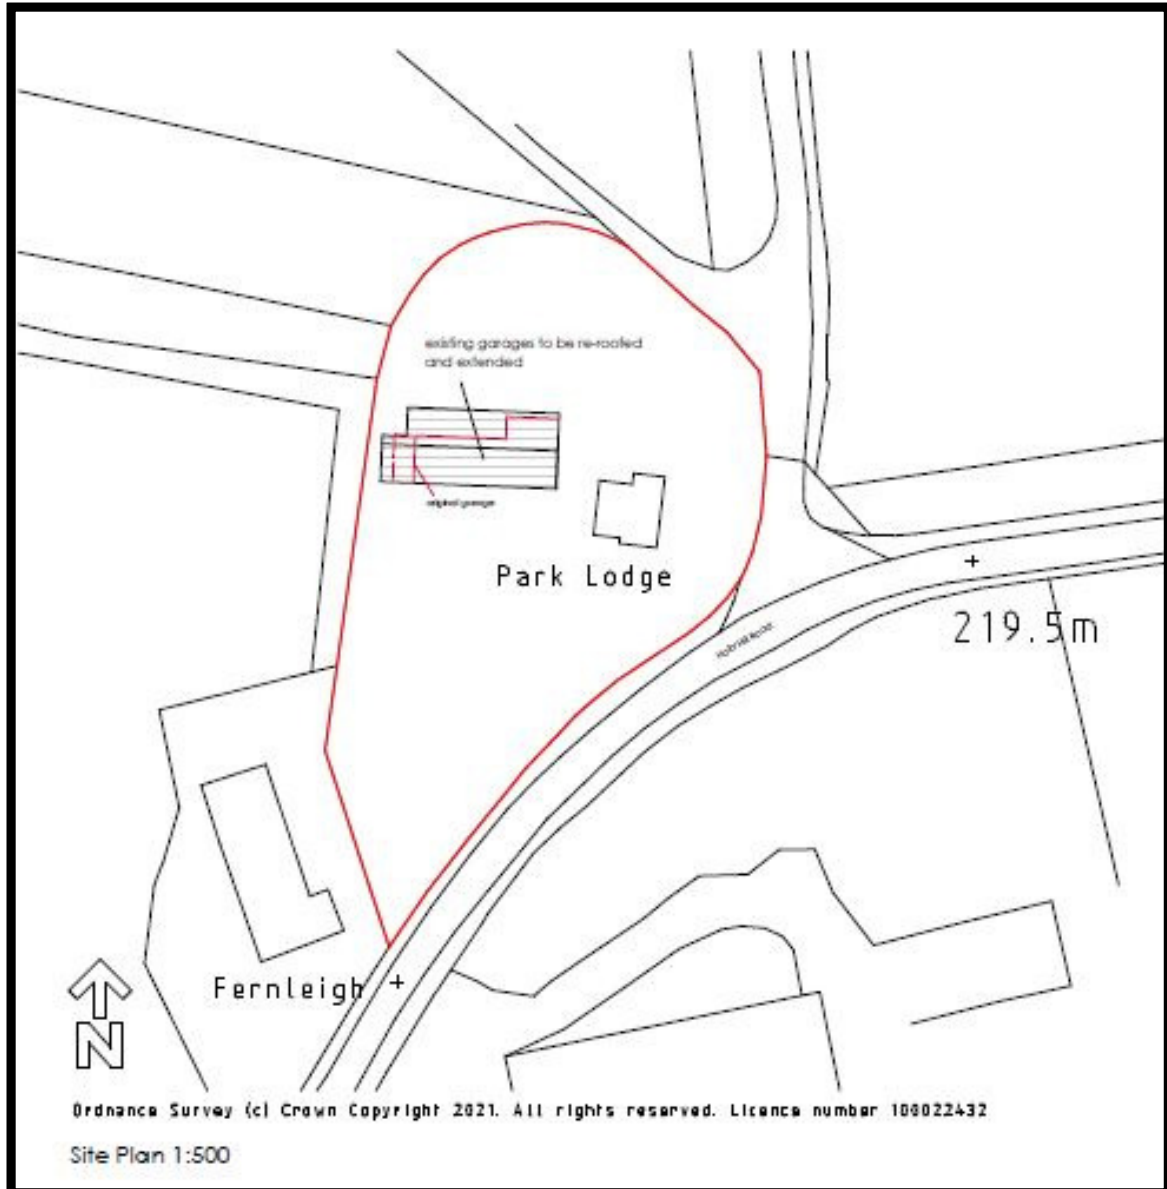 existing garages to be re-roofed
and extended
original garage
Park Lodge
219.5m
Fernleigh
N
Ordnance Survey (c) Crown Copyright 2021. All rights reserved. Licence number 100022432
Site Plan 1:500